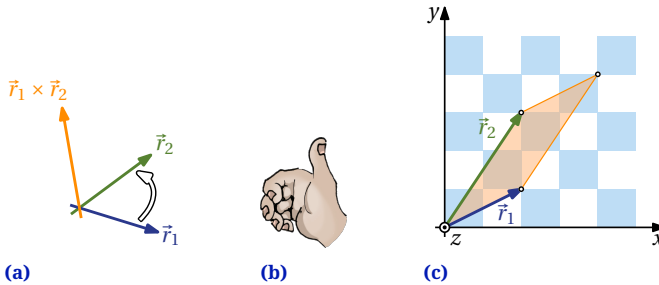 y
r⃗₁ × r⃗₂
r⃗₂
r⃗₁
r⃗₂
r⃗₁
z
x
(a)
(b)
(c)